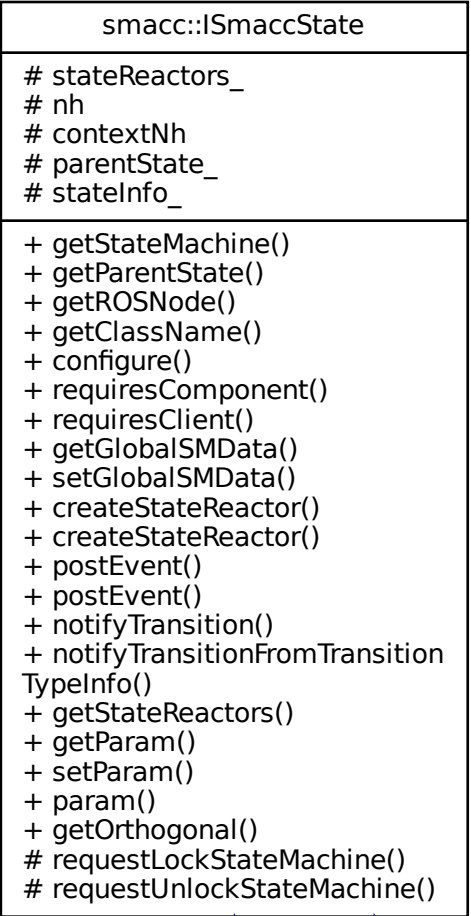 smacc::ISmaccState
# stateReactors_
# nh
# contextNh
# parentState_
# stateInfo_
+ getStateMachine()
+ getParentState()
+ getROSNode()
+ getClassName()
+ configure()
+ requiresComponent()
+ requiresClient()
+ getGlobalSMData()
+ setGlobalSMData()
+ createStateReactor()
+ createStateReactor()
+ postEvent()
+ postEvent()
+ notifyTransition()
+ notifyTransitionFromTransition
TypeInfo()
+ getStateReactors()
+ getParam()
+ setParam()
+ param()
+ getOrthogonal()
# requestLockStateMachine()
# requestUnlockStateMachine()